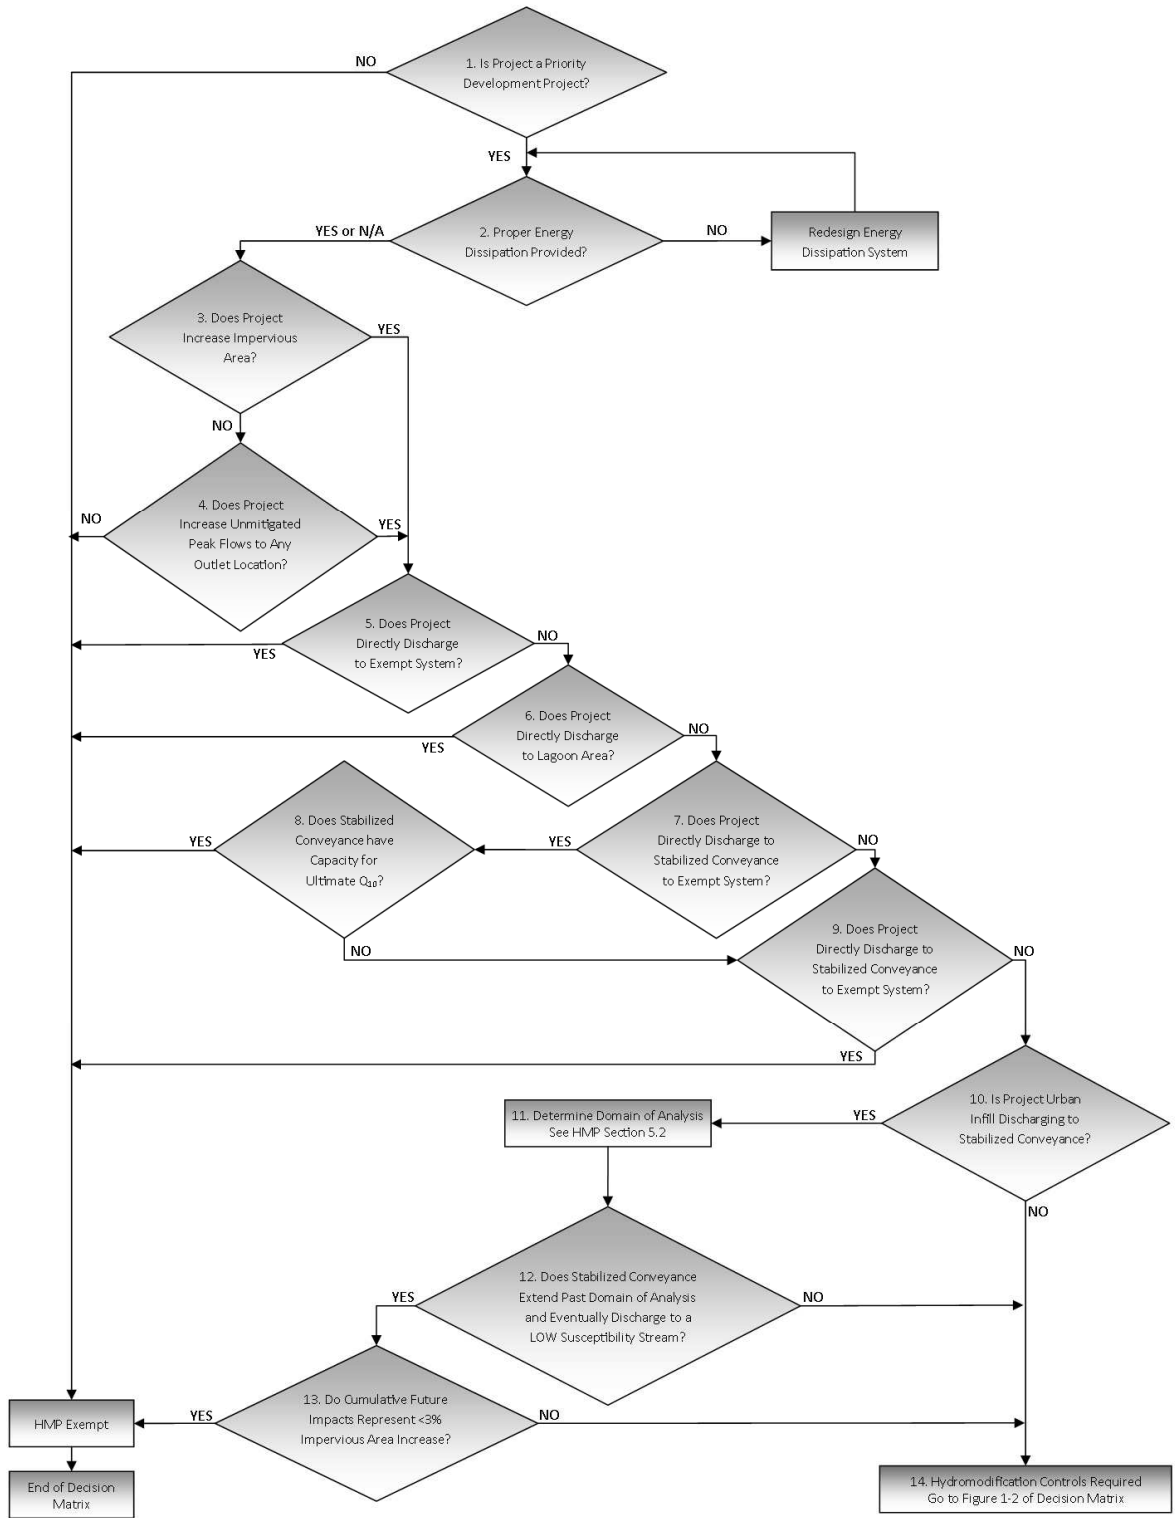 NO
1. Is Project a Priority
Development Project?
YES
YES or N/A
2. Proper Energy
Dissipation Provided?
NO
Redesign Energy
Dissipation System
3. Does Project
Increase Impervious
Area?
YES
NO
NO
4. Does Project
Increase Unmitigated
Peak Flows to Any
Outlet Location?
YES
YES
5. Does Project
Directly Discharge
to Exempt System?
NO
YES
6. Does Project
Directly Discharge
to Lagoon Area?
NO
YES
8. Does Stabilized
Conveyance have
Capacity for
Ultimate Q₁₀?
NO
YES
7. Does Project
Directly Discharge to
Stabilized Conveyance
to Exempt System?
NO
9. Does Project
Directly Discharge to
Stabilized Conveyance
to Exempt System?
NO
YES
11. Determine Domain of Analysis
See HMP Section 5.2
YES
10. Is Project Urban
Infill Discharging to
Stabilized Conveyance?
NO
YES
12. Does Stabilized Conveyance
Extend Past Domain of Analysis
and Eventually Discharge to a
LOW Susceptibility Stream?
NO
HMP Exempt
YES
13. Do Cumulative Future
Impacts Represent <3%
Impervious Area Increase?
NO
End of Decision
Matrix
14. Hydromodification Controls Required
Go to Figure 1-2 of Decision Matrix